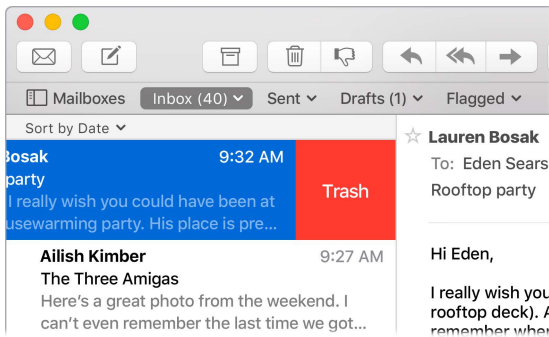 Mailboxes Inbox (40) Sent Drafts (1) Flagged
Sort by Date
Bosak 9:32 AM
party
I really wish you could have been at
usewarming party. His place is pre...
Trash
Ailish Kimber 9:27 AM
The Three Amigas
Here's a great photo from the weekend. I
can't even remember the last time we got...
Lauren Bosak
To: Eden Sears
Rooftop party
Hi Eden,
I really wish you
rooftop deck). A
remember when